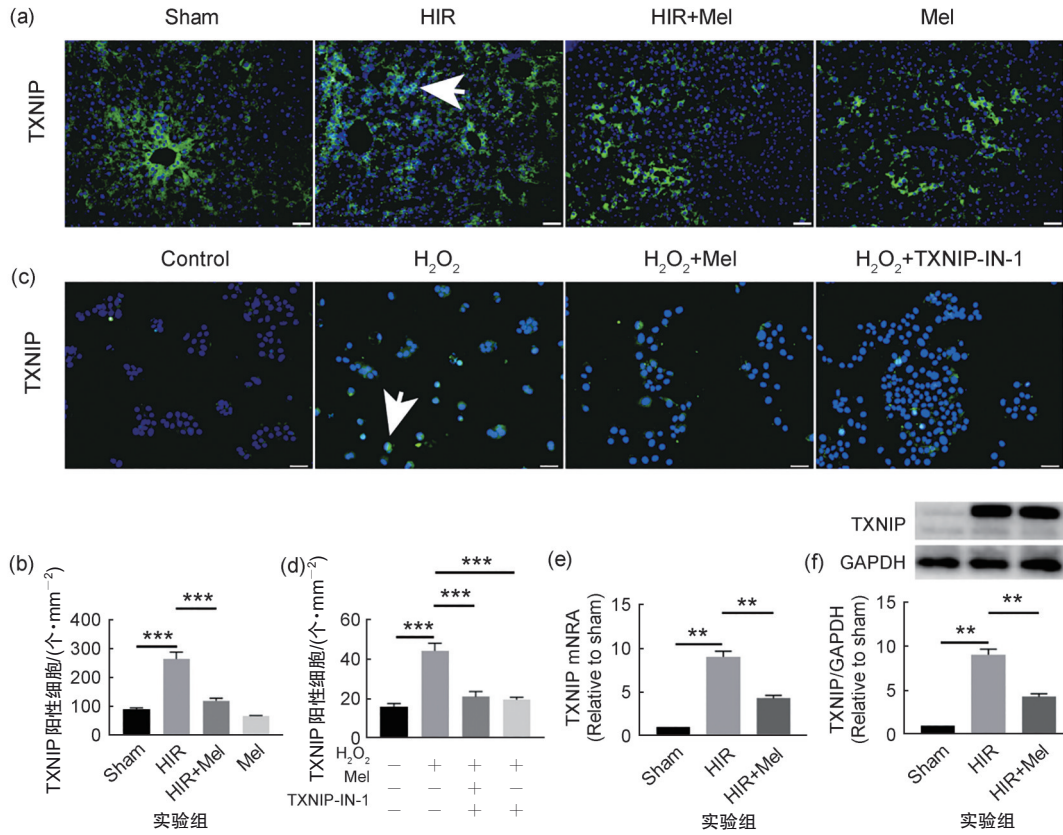 (a)
Sham
HIR
HIR+Mel
Mel
TXNIP
(c)
Control
H₂O₂
H₂O₂+Mel
H₂O₂+TXNIP-IN-1
TXNIP
(b)
TXNIP 阳性细胞/(个•mm⁻²)
400
300
200
100
0
***
***
Sham
HIR
HIR+Mel
Mel
实验组
(d)
TXNIP 阳性细胞/(个•mm⁻²)
60
40
20
0
***
***
***
H₂O₂ — + + +
Mel
— — + —
TXNIP-IN-1
— — + +
实验组
(e)
TXNIP mNRA
(Relative to sham)
15
10
5
0
**
**
Sham
HIR
HIR+Mel
实验组
(f)
TXNIP
GAPDH
TXNIP/GAPDH
(Relative to sham)
15
10
5
0
**
**
Sham
HIR
HIR+Mel
实验组